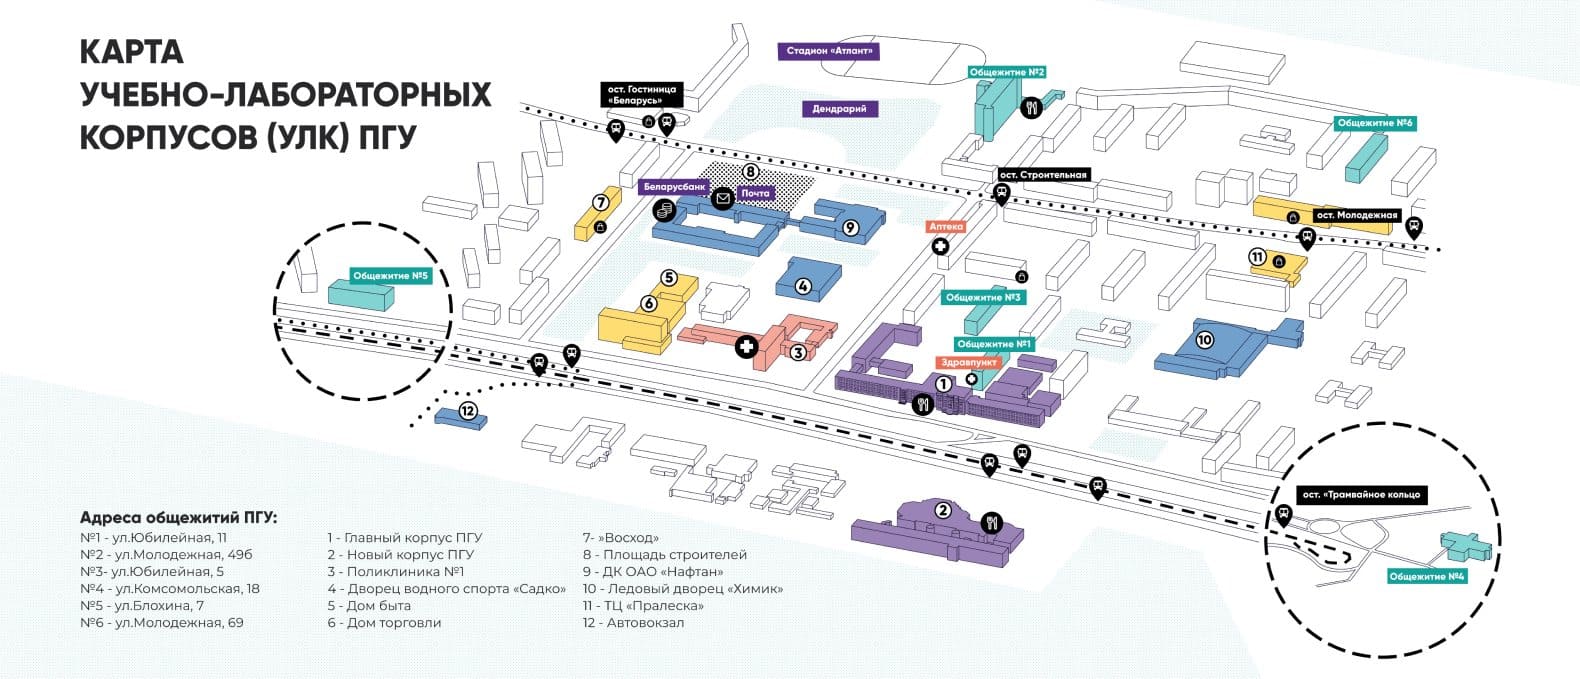 КАРТА
УЧЕБНО-ЛАБОРАТОРНЫХ
КОРПУСОВ (УЛК) ПГУ
Стадион «Атлант»
Общежитие №2
ост. Гостиница
«Беларусь»
Дендрарий
Общежитие №6
8
ост. Строительная
Беларусбанк
Почта
7
ост. Молодежная
9
Аптека
11
Общежитие №5
5
4
6
Общежитие №3
10
3
Общежитие №1
Здравпункт
1
12
ост. «Трамвайное кольцо
2
Общежитие №4
Адреса общежитий ПГУ:
№1 - ул.Юбилейная, 11
№2 - ул.Молодежная, 49б
№3- ул.Юбилейная, 5
№4 - ул.Комсомольская, 18
№5 - ул.Блохина, 7
№6 - ул.Молодежная, 69
1 - Главный корпус ПГУ
2 - Новый корпус ПГУ
3 - Поликлиника №1
4 - Дворец водного спорта «Садко»
5 - Дом быта
6 - Дом торговли
7- »Восход»
8 - Площадь строителей
9 - ДК ОАО «Нафтан»
10 - Ледовый дворец «Химик»
11 - ТЦ «Пралеска»
12 - Автовокзал